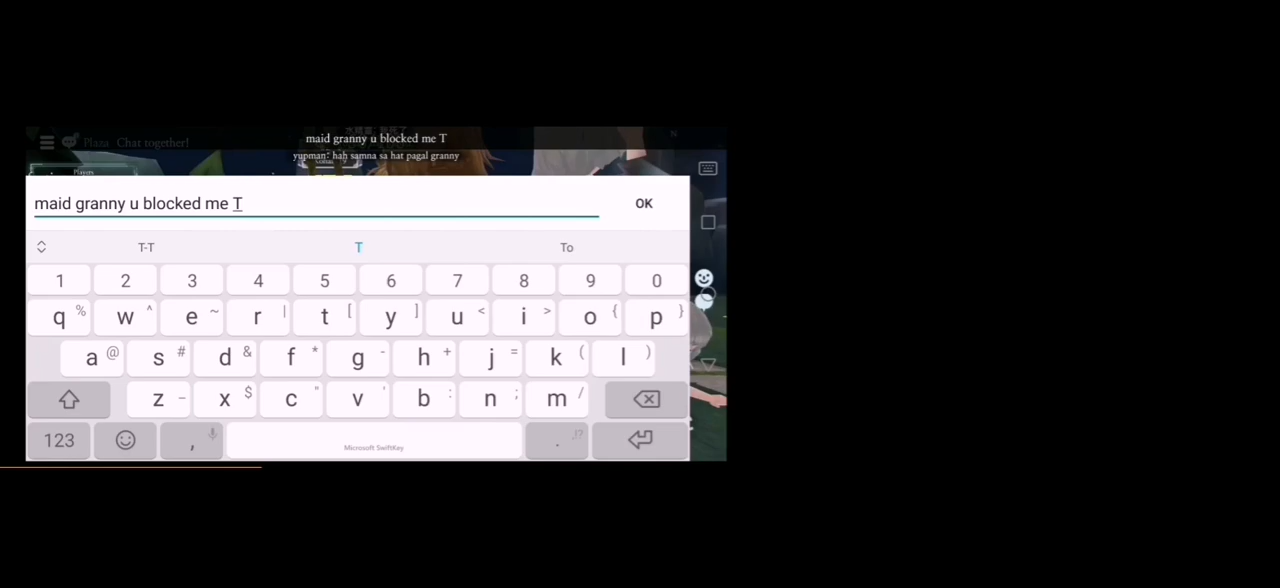 maid granny u blocked me T
Plaza Chat together!
yupman: hah samna sa hat pagal granny
Players
maid granny u blocked me T
OK
T-T T To
1 2 3 4 5 6 7 8 9 0
q % w ^ e ~ r | t [ y ] u < i > o { p }
a @ s # d & f * g - h + j = k ( l )
z _ x $ c " v ' b : n ; m /
123 , . ,!?
Microsoft SwiftKey